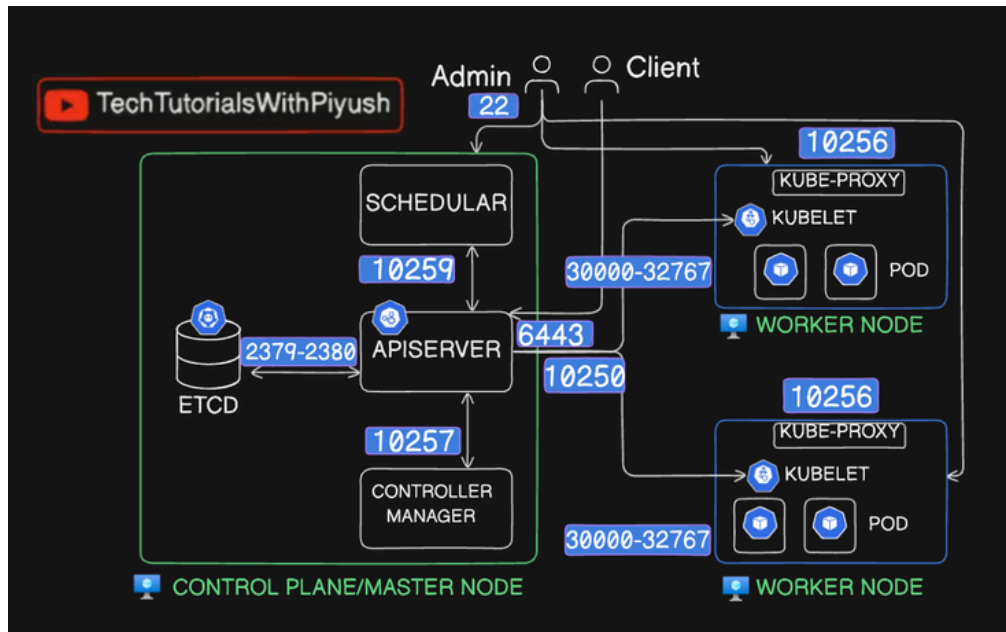 TechTutorialsWithPiyush
Admin
Client
22
10256
KUBE-PROXY
KUBELET
POD
30000-32767
WORKER NODE
SCHEDULAR
10259
APISERVER
6443
10250
2379-2380
ETCD
10257
CONTROLLER
MANAGER
CONTROL PLANE/MASTER NODE
10256
KUBE-PROXY
KUBELET
POD
30000-32767
WORKER NODE